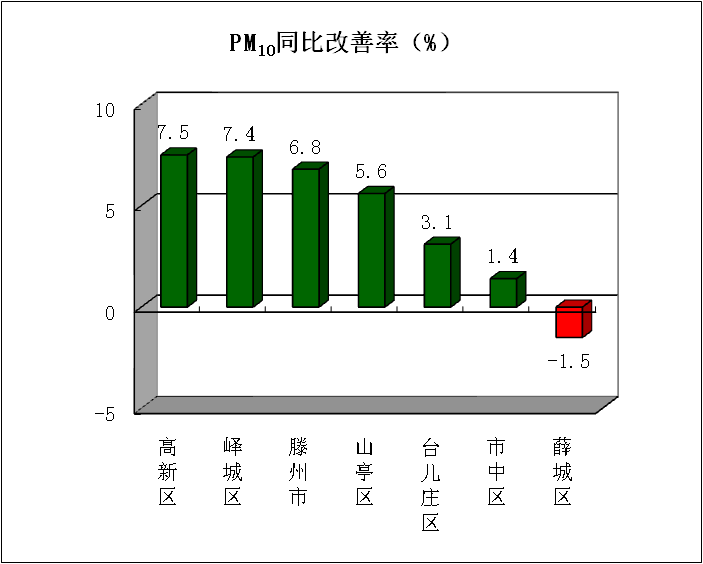 PM10同比改善率（%）
10
5
0
-5
7.5
7.4
6.8
5.6
3.1
1.4
-1.5
高新区
峄城区
滕州市
山亭区
台儿庄区
市中区
薛城区